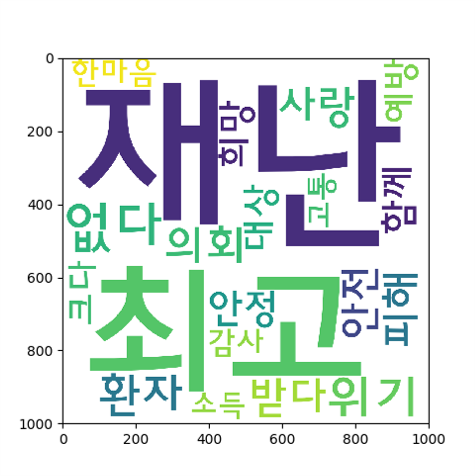 0
200
400
600
800
1000
한마음
재난
사랑
예방
희망
고통
함께
없다
의회
대상
크다
최고
안정
안전
피해
감사
환자
소득
받다
위기
0
200
400
600
800
1000